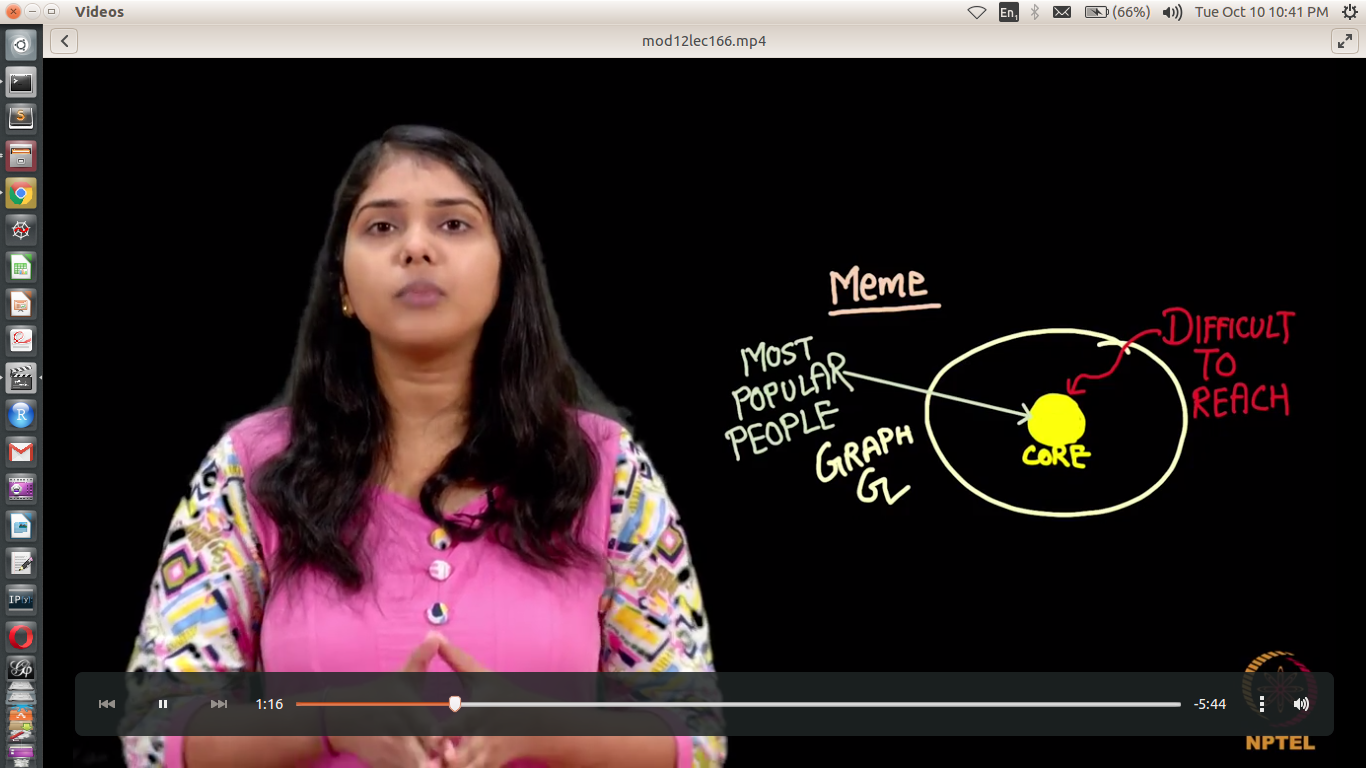 Videos
En1
(66%)
Tue Oct 10 10:41 PM
mod12lec166.mp4
Meme
MOST
POPULAR
PEOPLE
GRAPH
G
DIFFICULT
TO
REACH
CORE
1:16
-5:44
NPTEL